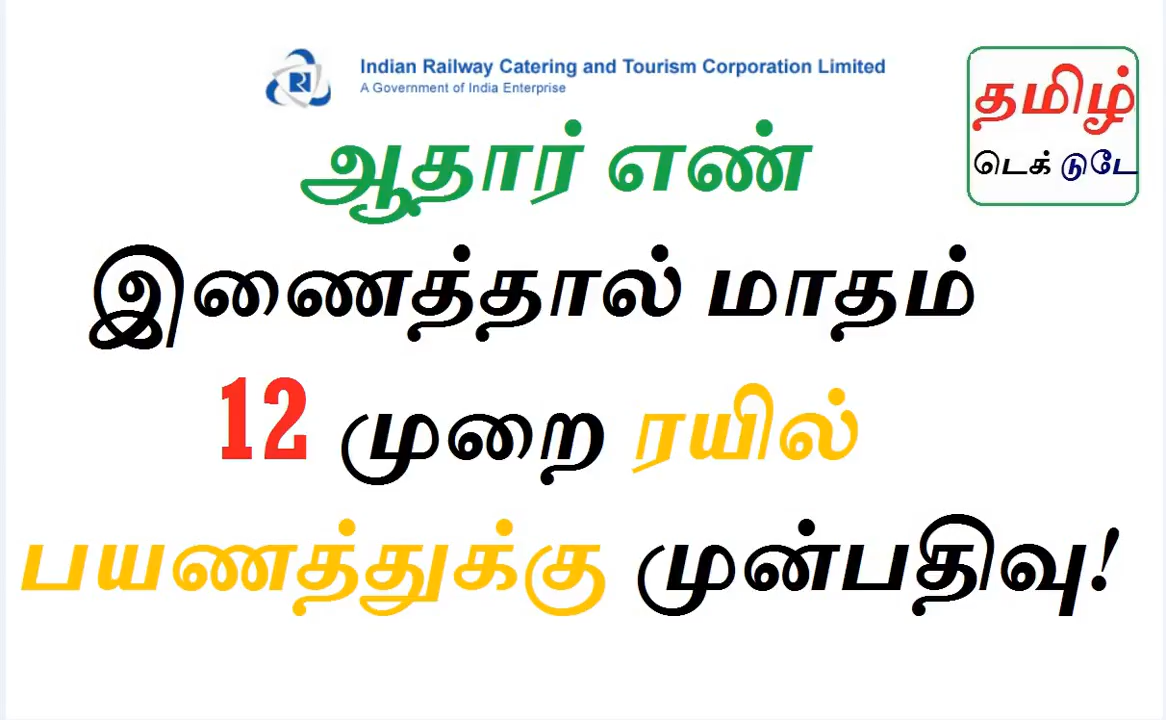 Indian Railway Catering and Tourism Corporation Limited
A Government of India Enterprise
தமிழ்
டெக் டுடே
ஆதார் எண்
இணைத்தால் மாதம்
12 முறை ரயில்
பயணத்துக்கு முன்பதிவு!